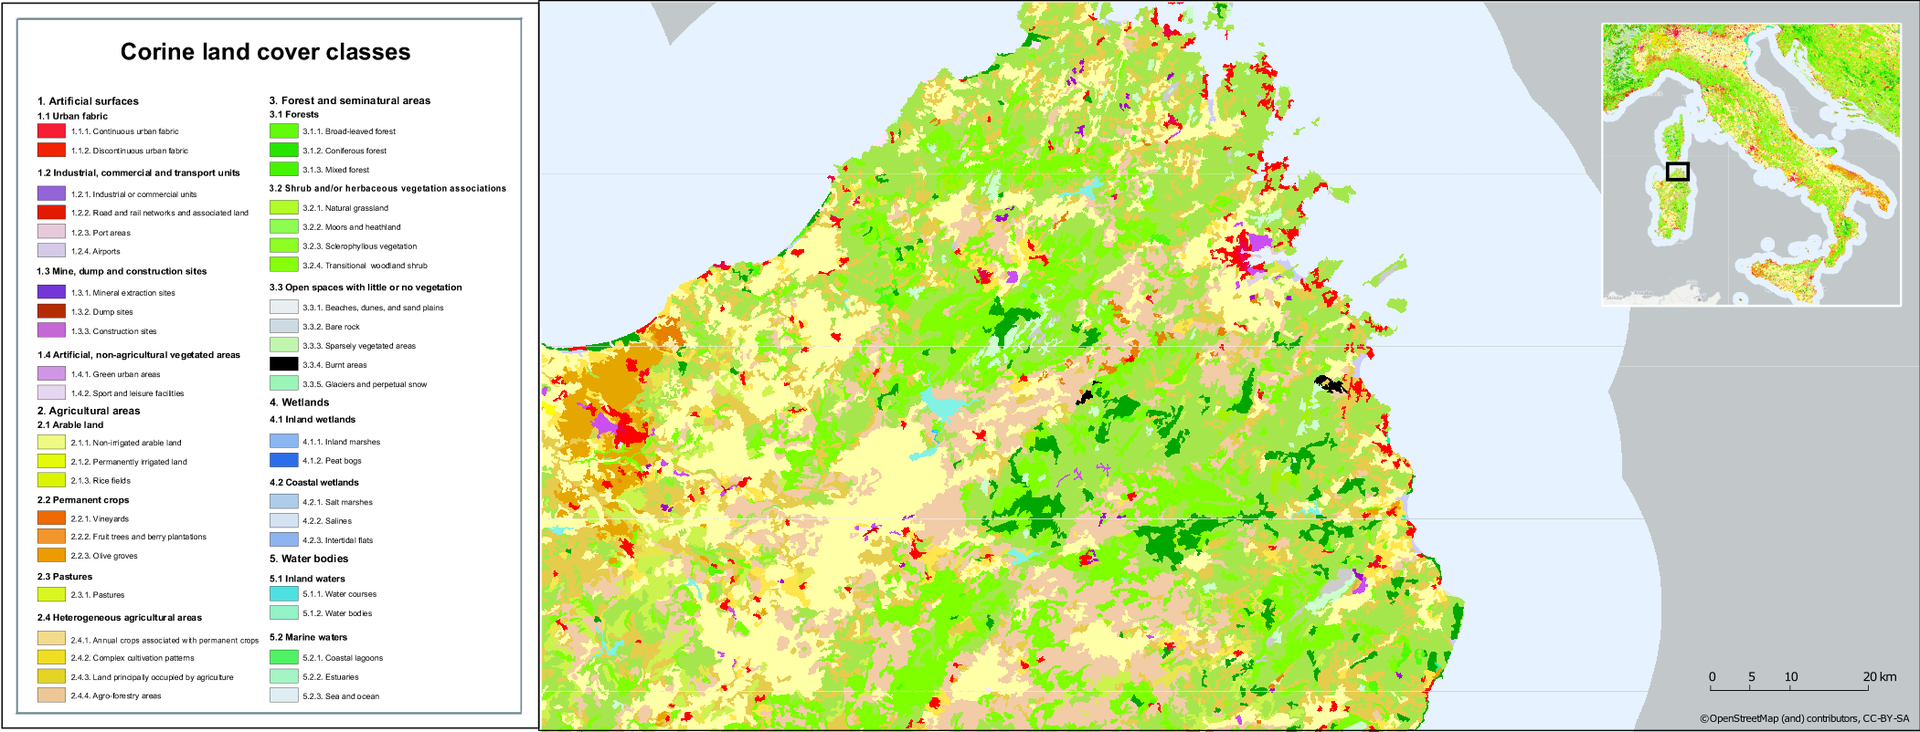 Corine land cover classes
1. Artificial surfaces
1.1 Urban fabric
1.1.1. Continuous urban fabric
1.1.2. Discontinuous urban fabric
1.2 Industrial, commercial and transport units
1.2.1. Industrial or commercial units
1.2.2. Road and rail networks and associated land
1.2.3. Port areas
1.2.4. Airports
1.3 Mine, dump and construction sites
1.3.1. Mineral extraction sites
1.3.2. Dump sites
1.3.3. Construction sites
1.4 Artificial, non-agricultural vegetated areas
1.4.1. Green urban areas
1.4.2. Sport and leisure facilities
2. Agricultural areas
2.1 Arable land
2.1.1. Non-irrigated arable land
2.1.2. Permanently irrigated land
2.1.3. Rice fields
2.2 Permanent crops
2.2.1. Vineyards
2.2.2. Fruit trees and berry plantations
2.2.3. Olive groves
2.3 Pastures
2.3.1. Pastures
2.4 Heterogeneous agricultural areas
2.4.1. Annual crops associated with permanent crops
2.4.2. Complex cultivation patterns
2.4.3. Land principally occupied by agriculture
2.4.4. Agro-forestry areas
3. Forest and seminatural areas
3.1 Forests
3.1.1. Broad-leaved forest
3.1.2. Coniferous forest
3.1.3. Mixed forest
3.2 Shrub and/or herbaceous vegetation associations
3.2.1. Natural grassland
3.2.2. Moors and heathland
3.2.3. Sclerophyllous vegetation
3.2.4. Transitional woodland shrub
3.3 Open spaces with little or no vegetation
3.3.1. Beaches, dunes, and sand plains
3.3.2. Bare rock
3.3.3. Sparsely vegetated areas
3.3.4. Burnt areas
3.3.5. Glaciers and perpetual snow
4. Wetlands
4.1 Inland wetlands
4.1.1. Inland marshes
4.1.2. Peat bogs
4.2 Coastal wetlands
4.2.1. Salt marshes
4.2.2. Salines
4.2.3. Intertidal flats
5. Water bodies
5.1 Inland waters
5.1.1. Water courses
5.1.2. Water bodies
5.2 Marine waters
5.2.1. Coastal lagoons
5.2.2. Estuaries
5.2.3. Sea and ocean
0 5 10 20 km
©OpenStreetMap (and) contributors, CC-BY-SA